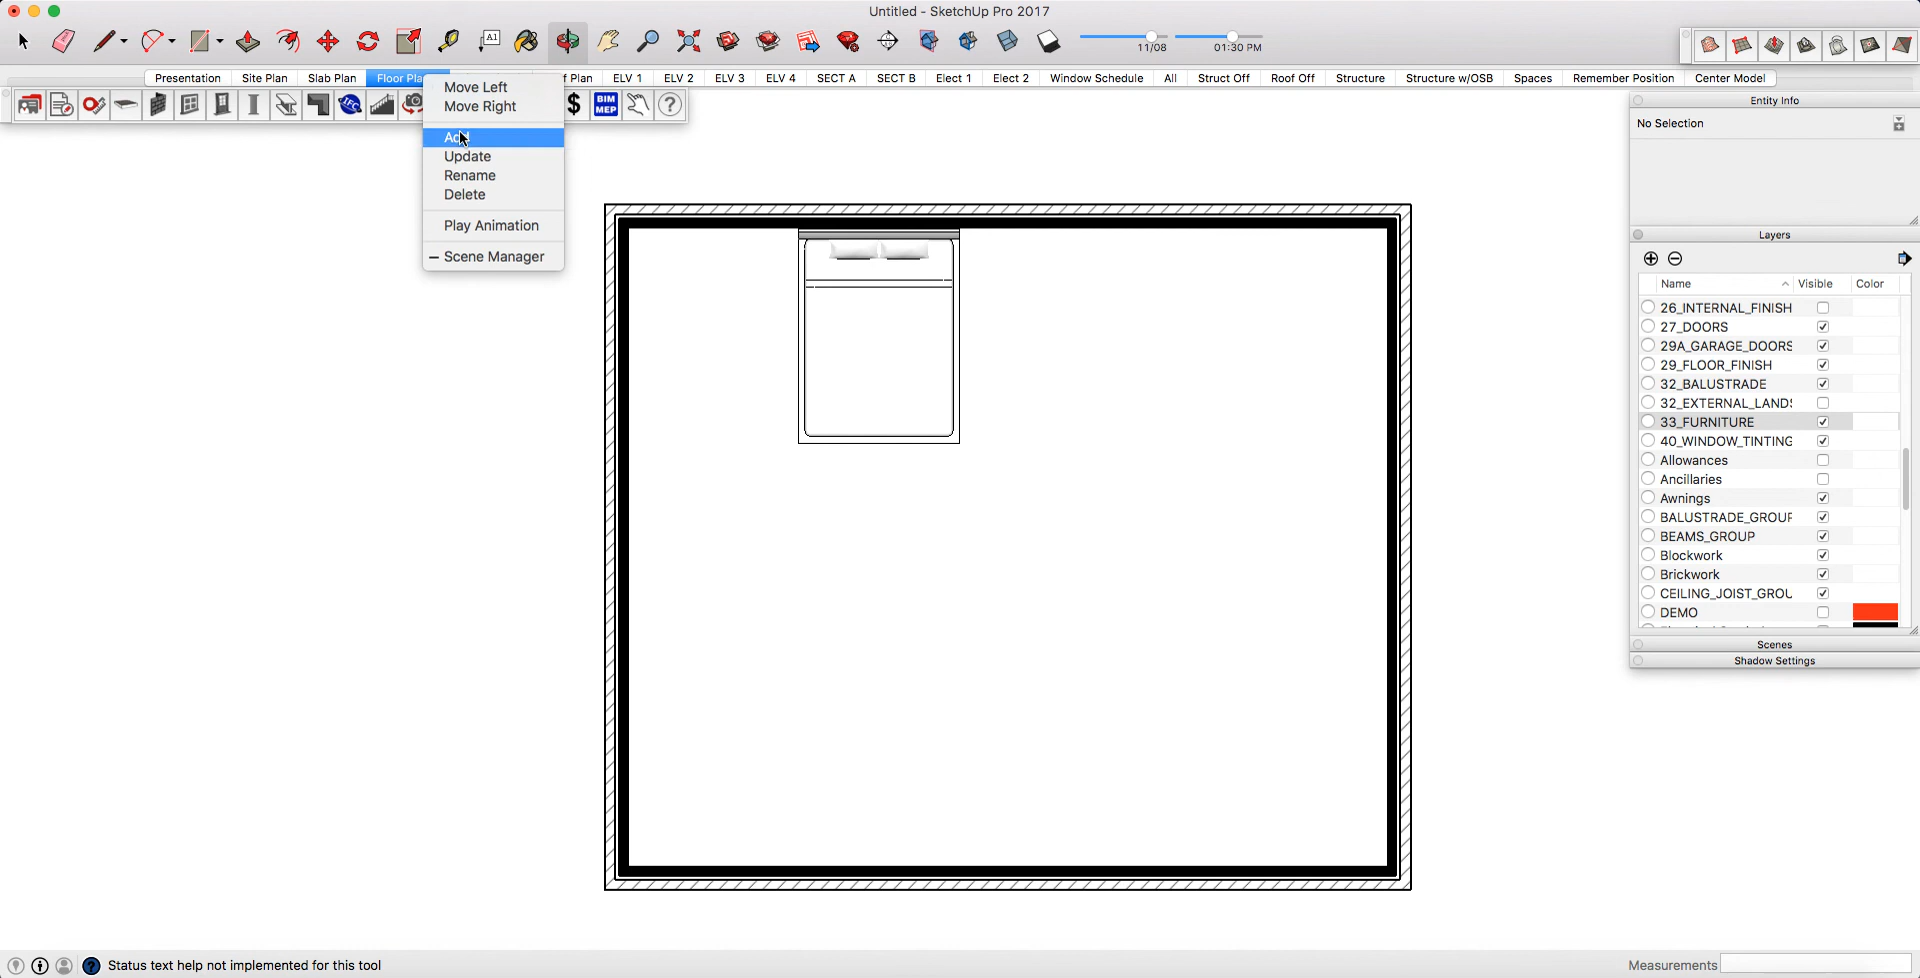 Untitled - SketchUp Pro 2017
A1
11/08
01:30 PM
Presentation Site Plan Slab Plan Floor Pla f Plan ELV 1 ELV 2 ELV 3 ELV 4 SECT A SECT B Elect 1 Elect 2 Window Schedule All Struct Off Roof Off Structure Structure w/OSB Spaces Remember Position Center Model
IFC $ BIM MEP ?
Move Left
Move Right
Add
Update
Rename
Delete
Play Animation
Scene Manager
Entity Info
No Selection
Layers
Name Visible Color
26_INTERNAL_FINISH
27_DOORS
29A_GARAGE_DOORS
29_FLOOR_FINISH
32_BALUSTRADE
32_EXTERNAL_LAND
33_FURNITURE
40_WINDOW_TINTING
Allowances
Ancillaries
Awnings
BALUSTRADE_GROUP
BEAMS_GROUP
Blockwork
Brickwork
CEILING_JOIST_GROU
DEMO
Scenes
Shadow Settings
? Status text help not implemented for this tool
Measurements